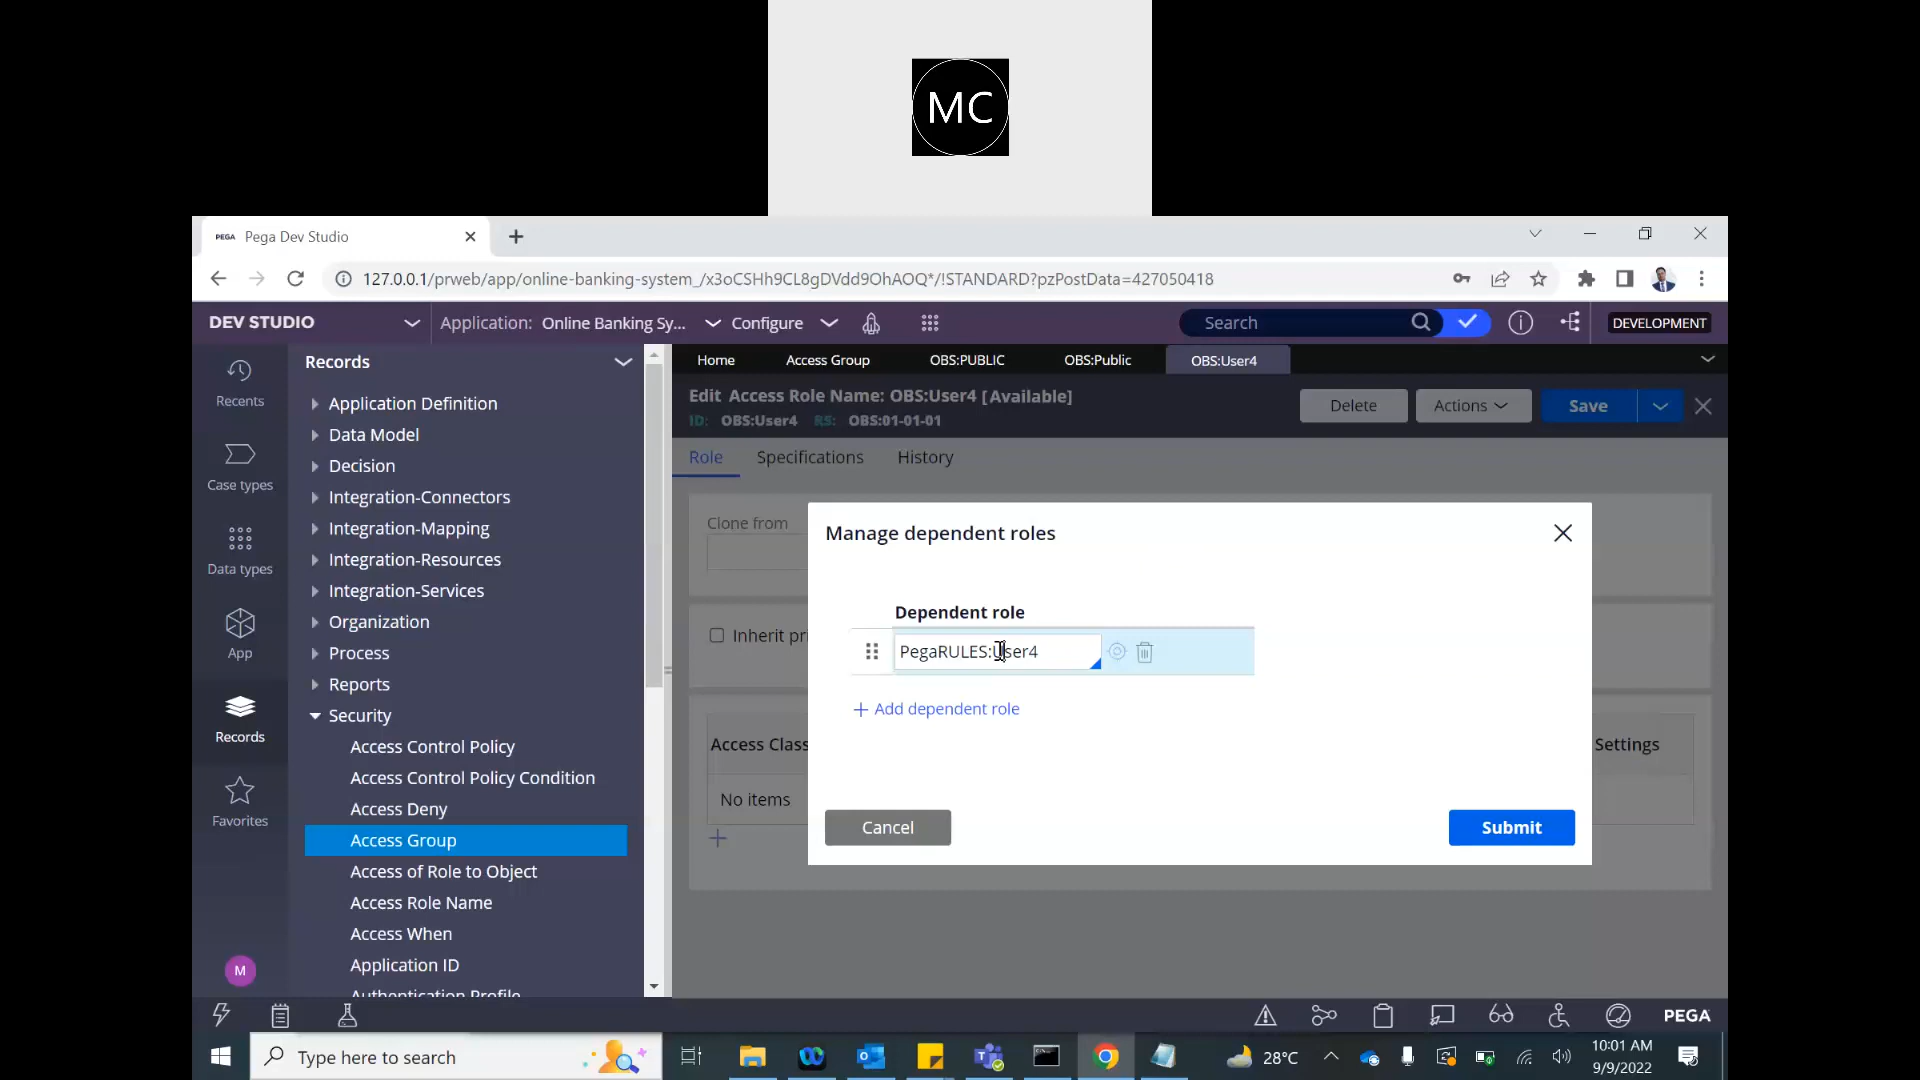 MC
PEGA Pega Dev Studio
127.0.0.1/prweb/app/online-banking-system_/x3oCSHh9CL8gDVdd9OhAOQ*/!STANDARD?pzPostData=427050418
DEV STUDIO
Application: Online Banking Sy...
Configure
Search
DEVELOPMENT
Recents
Case types
Data types
App
Records
Favorites
M
Records
Application Definition
Data Model
Decision
Integration-Connectors
Integration-Mapping
Integration-Resources
Integration-Services
Organization
Process
Reports
Security
Access Control Policy
Access Control Policy Condition
Access Deny
Access Group
Access of Role to Object
Access Role Name
Access When
Application ID
Authentication Profile
Home
Access Group
OBS:PUBLIC
OBS:Public
OBS:User4
Edit Access Role Name: OBS:User4 [Available]
ID: OBS:User4 RS: OBS:01-01-01
Delete
Actions
Save
Role
Specifications
History
Clone from
Inherit pri
Access Class
Settings
No items
Manage dependent roles
Dependent role
PegaRULES:User4
Add dependent role
Cancel
Submit
PEGA
Type here to search
28°C
10:01 AM
9/9/2022